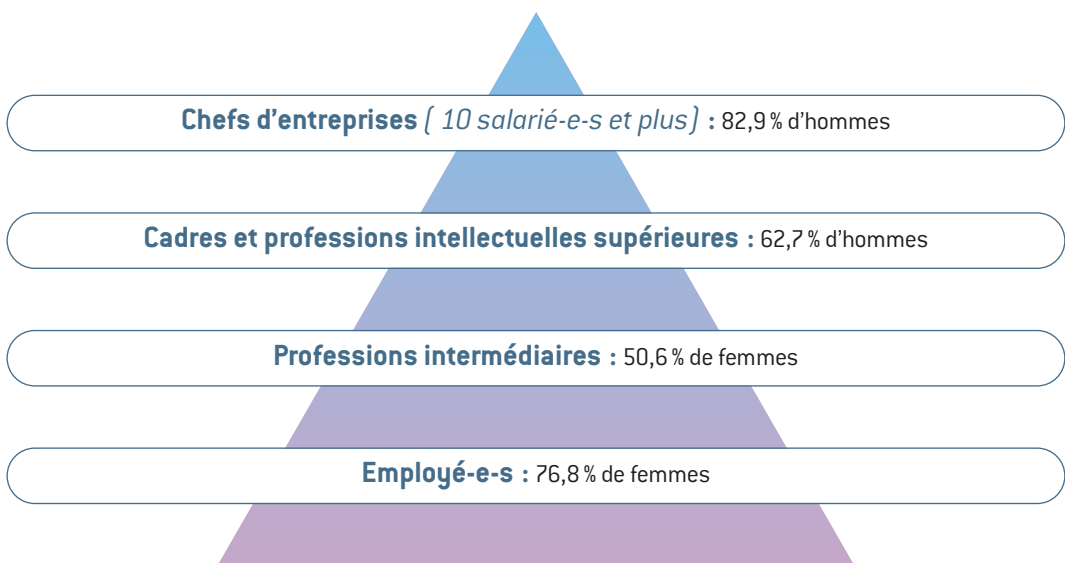 Chefs d’entreprises ( 10 salarié-e-s et plus) : 82,9 % d’hommes
Cadres et professions intellectuelles supérieures : 62,7 % d’hommes
Professions intermédiaires : 50,6 % de femmes
Employé-e-s : 76,8 % de femmes